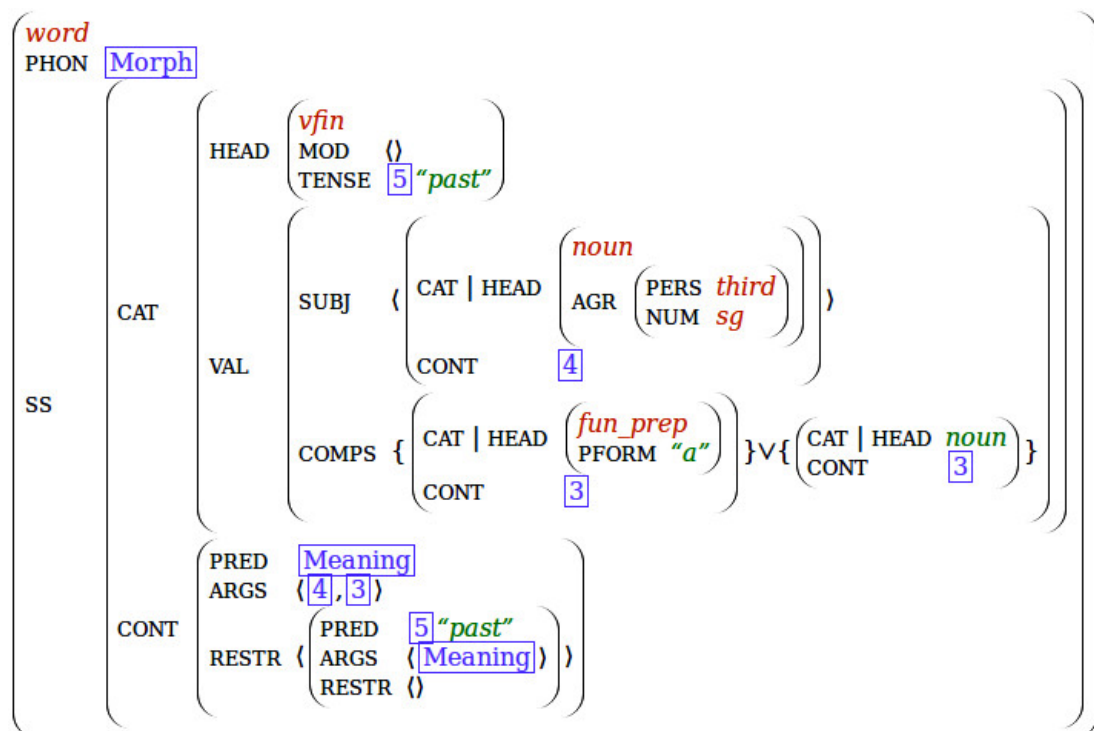 word
PHON Morph
vfin
HEAD MOD ⟨⟩
TENSE 5 “past”
noun
SUBJ ⟨ CAT | HEAD AGR PERS third ⟩
NUM sg
CAT
CONT 4
VAL
SS
COMPS { CAT | HEAD fun_prep PFORM “a” } ∨ { CAT | HEAD noun }
CONT 3 CONT 3
PRED Meaning
ARGS ⟨ 4 , 3 ⟩
CONT
PRED 5 “past”
RESTR ⟨ ARGS ⟨ Meaning ⟩ ⟩
RESTR ⟨⟩